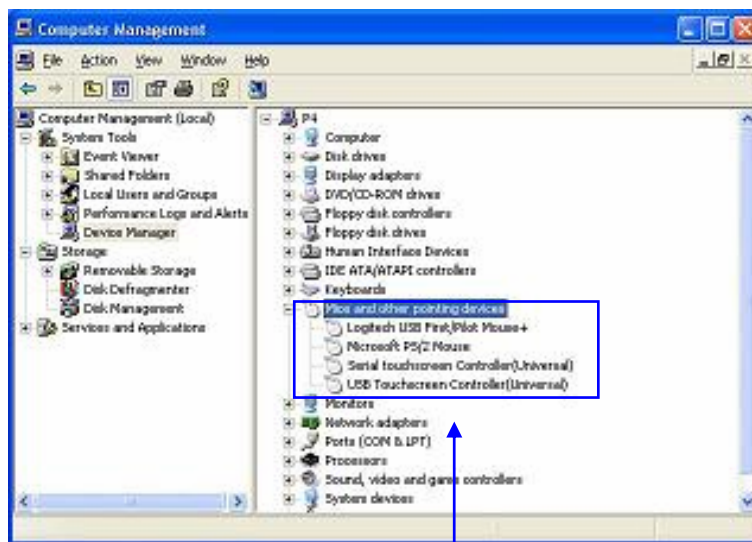 Computer Management
File Action View Window Help
Computer Management (Local)
System Tools
Event Viewer
Shared Folders
Local Users and Groups
Performance Logs and Alerts
Device Manager
Storage
Removable Storage
Disk Defragmenter
Disk Management
Services and Applications
P4
Computer
Disk drives
Display adapters
DVD/CD-ROM drives
Floppy disk controllers
Floppy disk drives
Human Interface Devices
IDE ATA/ATAPI controllers
Keyboards
Mice and other pointing devices
Logitech USB First/Pilot Mouse+
Microsoft PS/2 Mouse
Serial touchscreen Controller(Universal)
USB Touchscreen Controller(Universal)
Monitors
Network adapters
Ports (COM & LPT)
Processors
Sound, video and game controllers
System devices